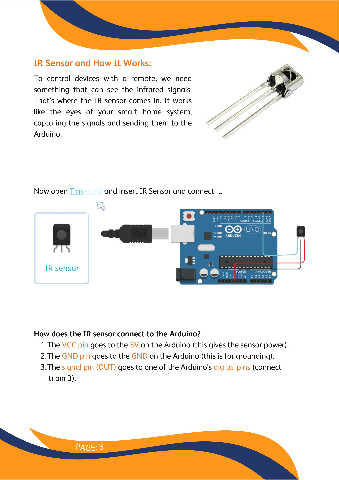 IR Sensor and How It Works:
To control devices with a remote, we need
something that can see the infrared signals.
That's where the IR sensor comes in. It works
like the eyes of your smart home system,
capturing the signals and sending them to the
Arduino.
Now open and insert IR Sensor and connect
IR sensor
UNO
ARDUINO
How does the IR sensor connect to the Arduino?
1. The VCC pin goes to the 5V on the Arduino (this gives the sensor power).
2. The GND pin goes to the GND on the Arduino (this is for grounding).
3. The signal pin (OUT) goes to one of the Arduino's digital pins (connect
PAGE: